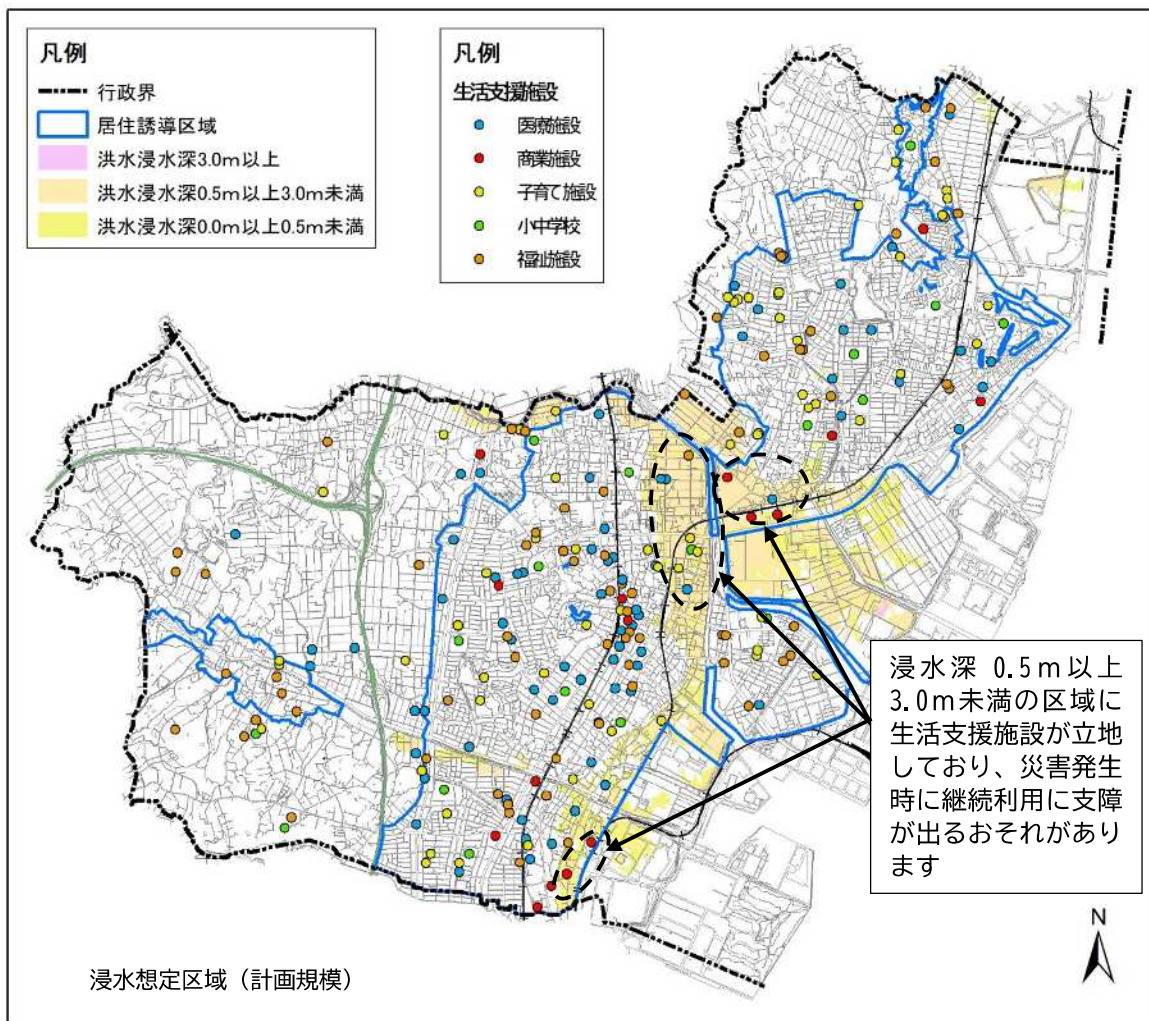 凡例
行政界
居住誘導区域
洪水浸水深3.0m以上
洪水浸水深0.5m以上3.0m未満
洪水浸水深0.0m以上0.5m未満
凡例
生活支援施設
医療施設
商業施設
子育て施設
小中学校
福祉施設
浸水深 0.5m以上
3.0m未満の区域に
生活支援施設が立地
しており、災害発生
時に継続利用に支障
が出るおそれがあり
ます
N
浸水想定区域（計画規模）